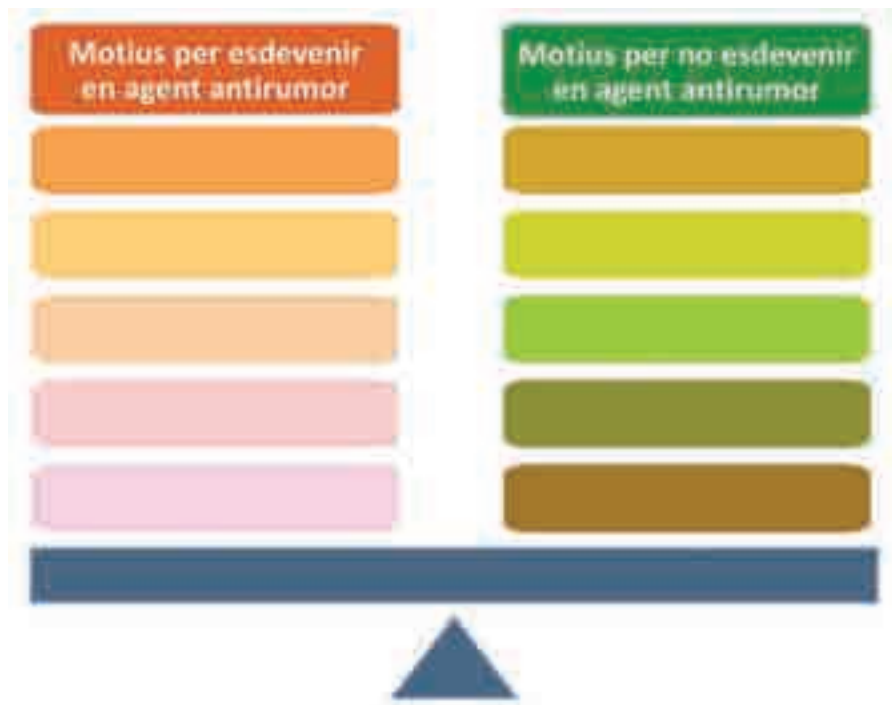 Motius per esdevenir
en agent antirumor
Motius per no esdevenir
en agent antirumor